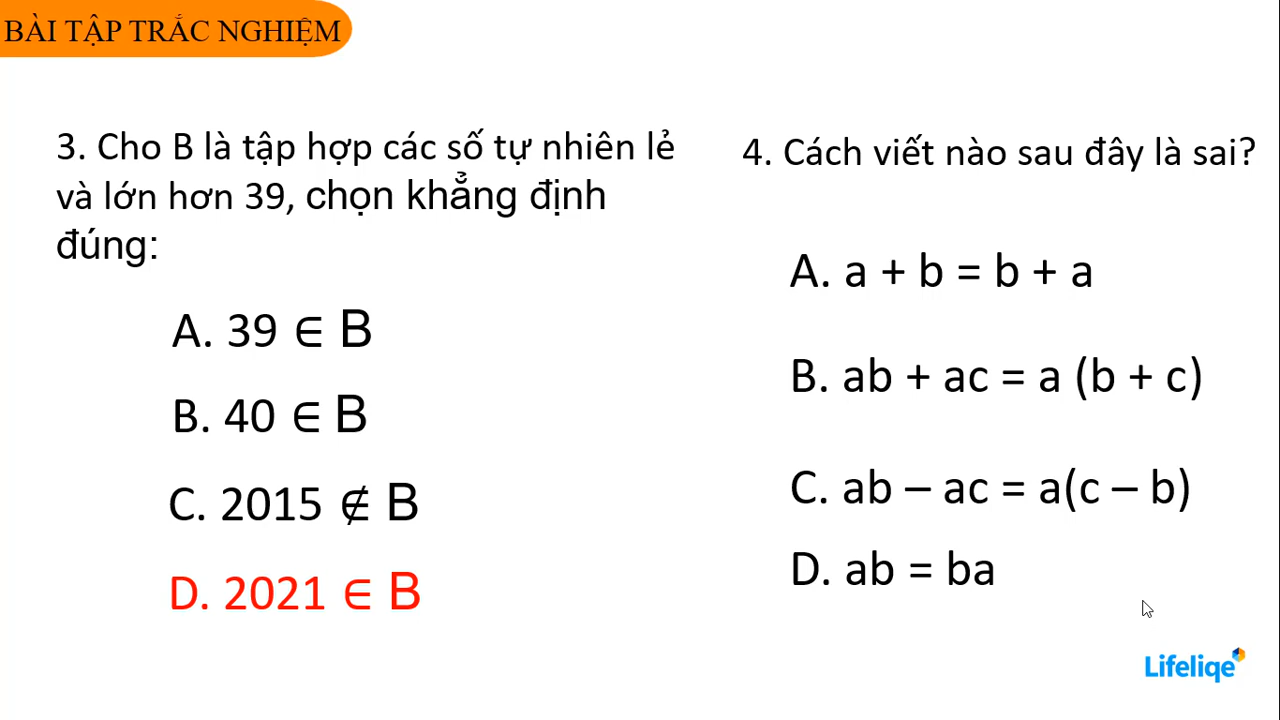 BÀI TẬP TRẮC NGHIỆM
3. Cho B là tập hợp các số tự nhiên lẻ
và lớn hơn 39, chọn khẳng định
đúng:
A. 39 ∈ B
B. 40 ∈ B
C. 2015 ∉ B
D. 2021 ∈ B
4. Cách viết nào sau đây là sai?
A. a + b = b + a
B. ab + ac = a (b + c)
C. ab – ac = a(c – b)
D. ab = ba
Lifeliqe